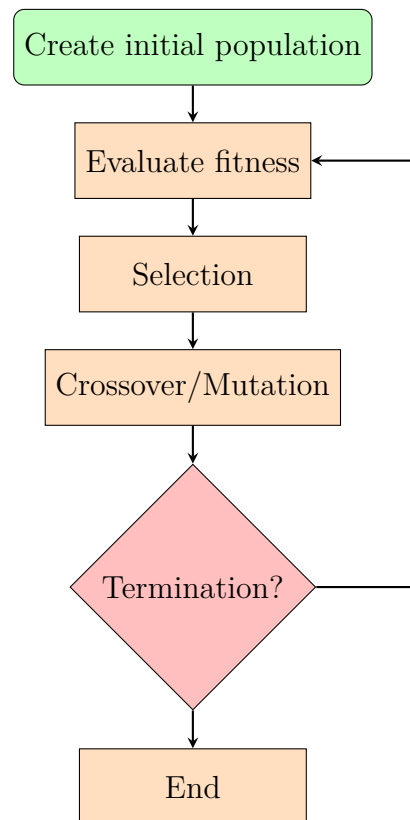 Create initial population
Evaluate fitness
Selection
Crossover/Mutation
Termination?
End